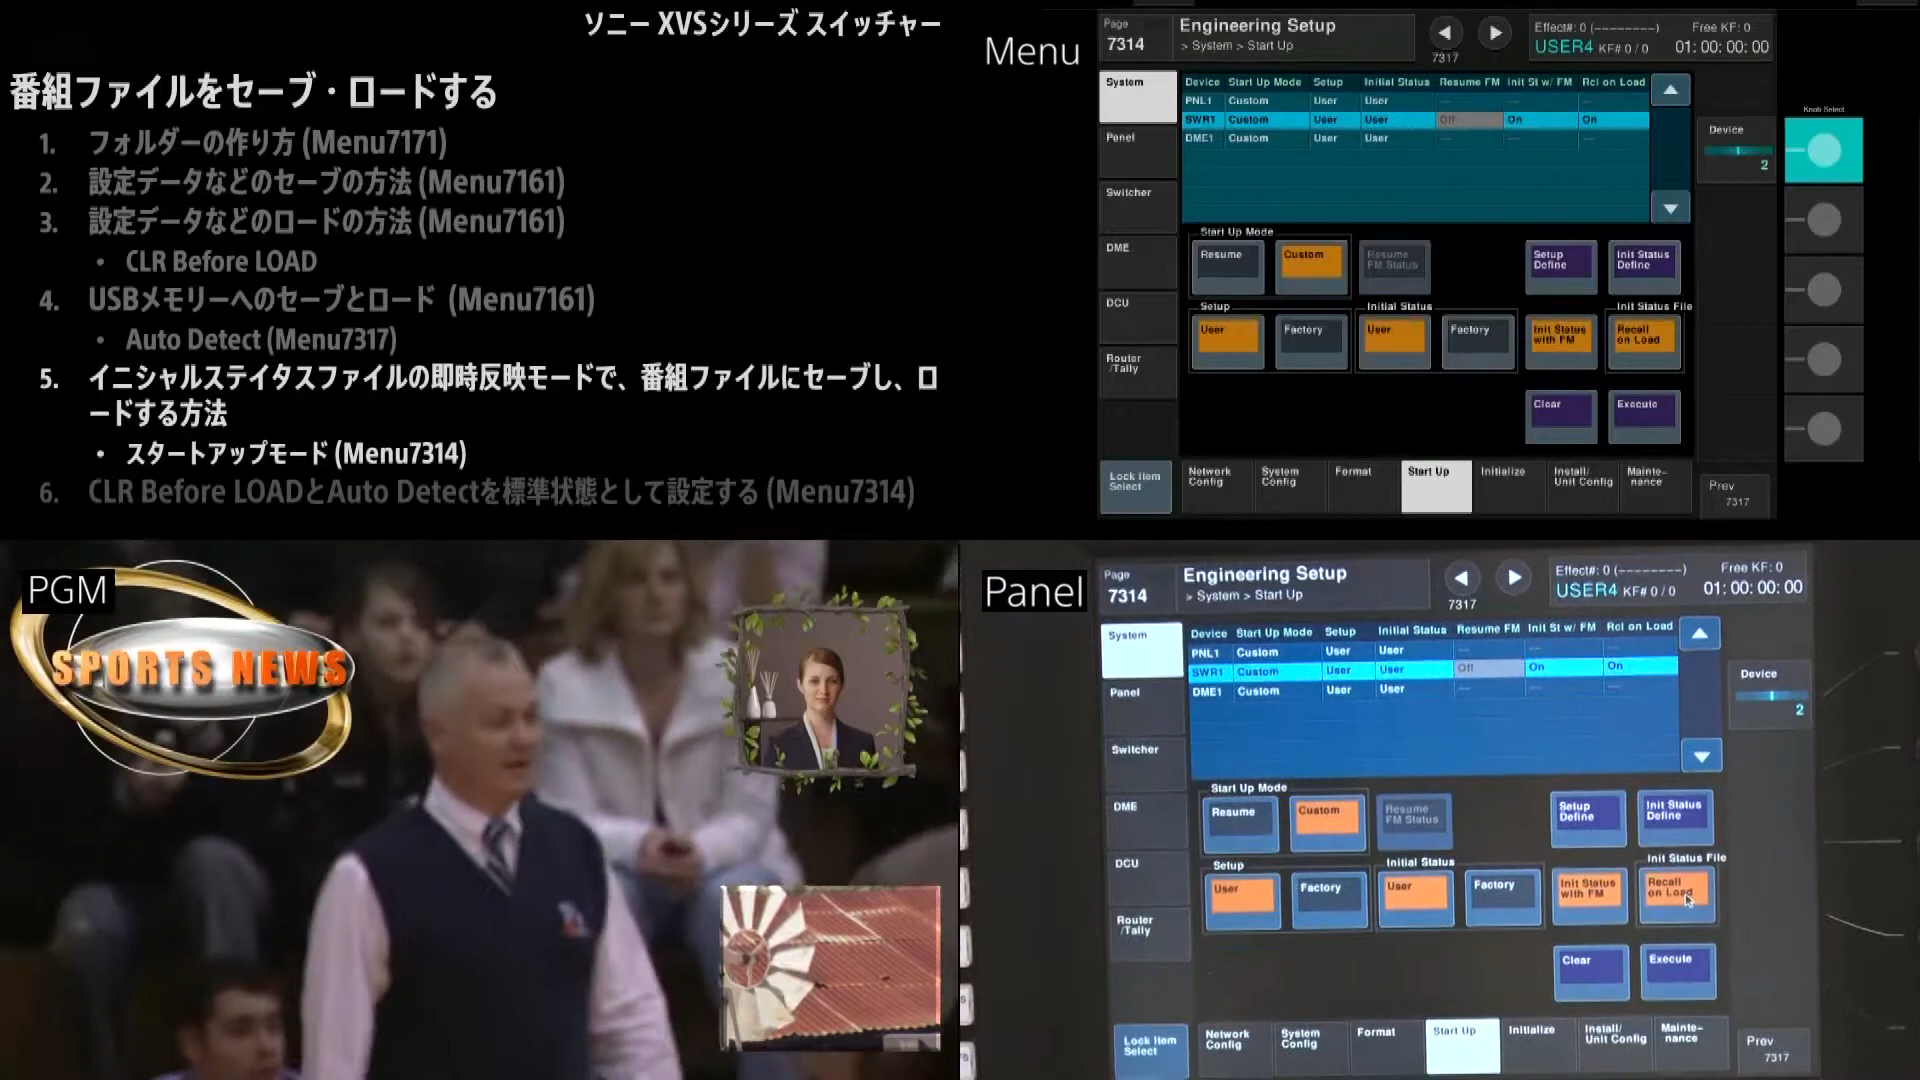 ソニー XVSシリーズ スイッチャー
番組ファイルをセーブ・ロードする
1. フォルダーの作り方 (Menu7171)
2. 設定データなどのセーブの方法 (Menu7161)
3. 設定データなどのロードの方法 (Menu7161)
• CLR Before LOAD
4. USBメモリーへのセーブとロード (Menu7161)
• Auto Detect (Menu7317)
5. イニシャルステイタスファイルの即時反映モードで、番組ファイルにセーブし、ロ
ードする方法
• スタートアップモード (Menu7314)
6. CLR Before LOADとAuto Detectを標準状態として設定する (Menu7314)
Menu
Page
7314
Engineering Setup
> System > Start Up
7317
Effect#: 0 (--------) Free KF: 0
USER4 KF# 0 / 0 01: 00: 00: 00
System
Panel
Switcher
DME
DCU
Router
/Tally
Device Start Up Mode Setup Initial Status Resume FM Init St w/ FM Rcl on Load
PNL1 Custom User User --- --- ---
SWR1 Custom User User Off On On
DME1 Custom User User --- --- ---
Knob Select
Device
2
Start Up Mode
Resume
Custom
Resume
FM Status
Setup
Define
Init Status
Define
Setup
User
Factory
Initial Status
User
Factory
Init Status
with FM
Init Status File
Recall
on Load
Clear
Execute
Lock Item
Select
Network
Config
System
Config
Format
Start Up
Initialize
Install/
Unit Config
Mainte-
nance
Prev
7317
PGM
SPORTS NEWS
Panel
Page
7314
Engineering Setup
> System > Start Up
7317
Effect#: 0 (--------) Free KF: 0
USER4 KF# 0 / 0 01: 00: 00: 00
System
Panel
Switcher
DME
DCU
Router
/Tally
Device Start Up Mode Setup Initial Status Resume FM Init St w/ FM Rcl on Load
PNL1 Custom User User --- --- ---
SWR1 Custom User User Off On On
DME1 Custom User User --- --- ---
Device
2
Start Up Mode
Resume
Custom
Resume
FM Status
Setup
Define
Init Status
Define
Setup
User
Factory
Initial Status
User
Factory
Init Status
with FM
Init Status File
Recall
on Load
Clear
Execute
Lock Item
Select
Network
Config
System
Config
Format
Start Up
Initialize
Install/
Unit Config
Mainte-
nance
Prev
7317